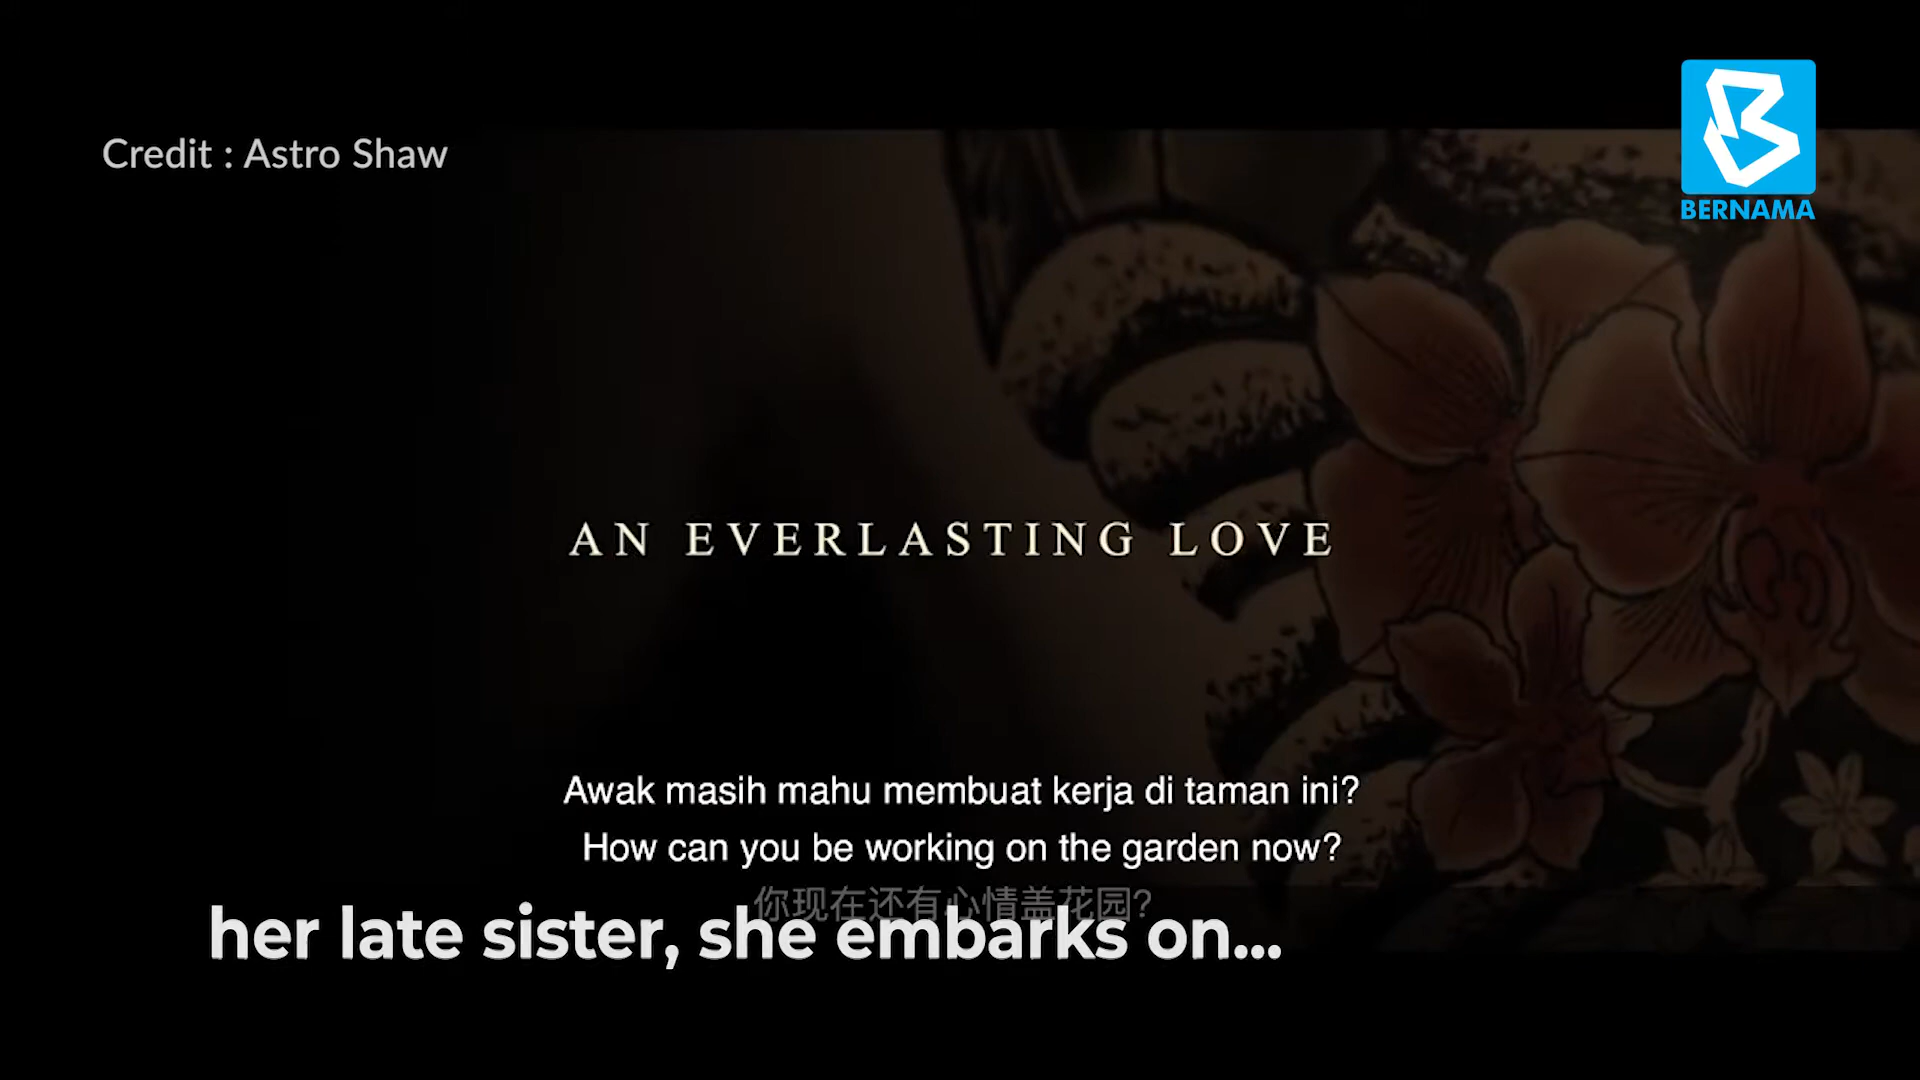 Credit : Astro Shaw
BERNAMA
AN EVERLASTING LOVE
Awak masih mahu membuat kerja di taman ini?
How can you be working on the garden now?
你现在还有心情盖花园?
her late sister, she embarks on...